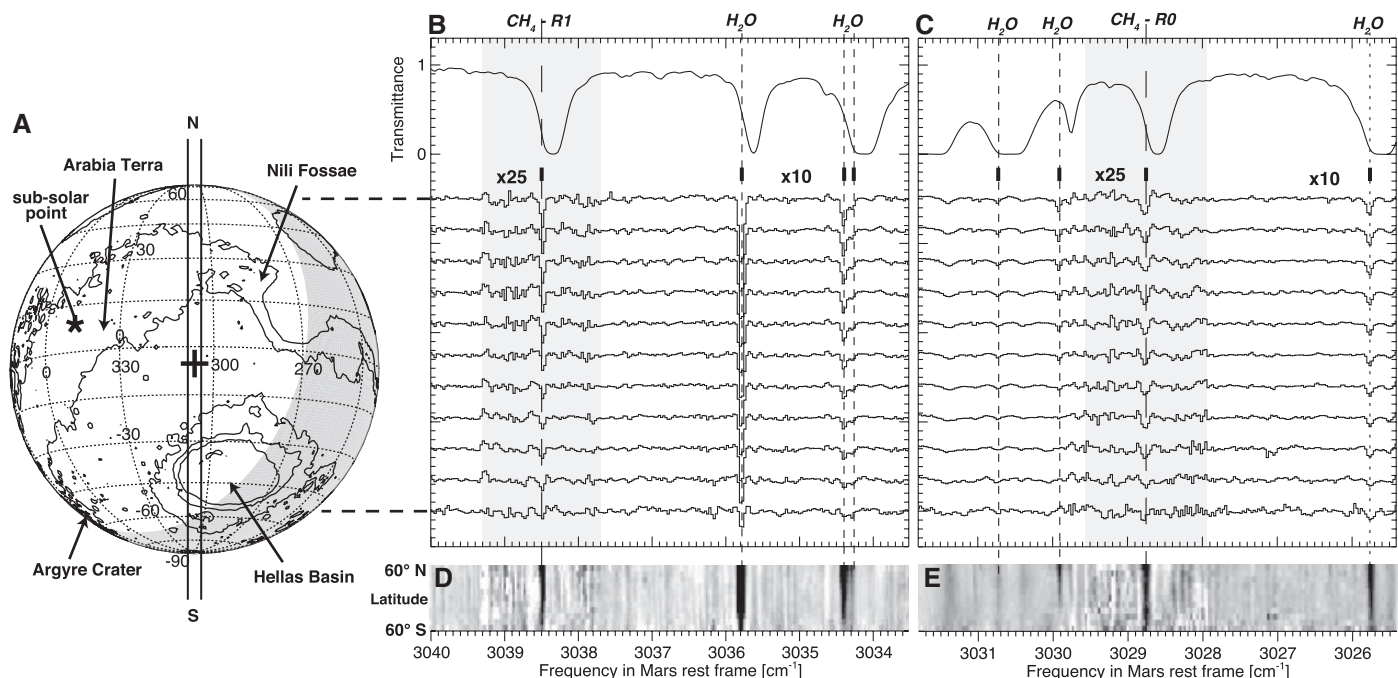 A
N
Arabia Terra
Nili Fossae
sub-solar
point
60
30
0
0
330
300
270
-30
-60
-90
Argyre Crater
Hellas Basin
S
B
CH4 - R1
H2O
H2O
Transmittance
1
0
x25
x10
C
H2O
H2O
CH4 - R0
H2O
x25
x10
60° N
Latitude
60° S
D
E
3040 3039 3038 3037 3036 3035 3034
Frequency in Mars rest frame [cm-1]
3031 3030 3029 3028 3027 3026
Frequency in Mars rest frame [cm-1]